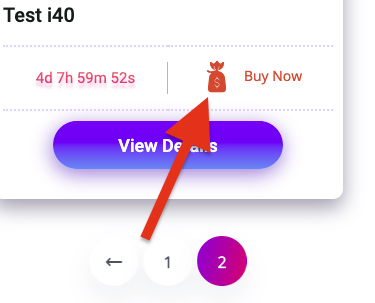 Test i40
4d 7h 59m 52s
$ Buy Now
View Details
← 1 2